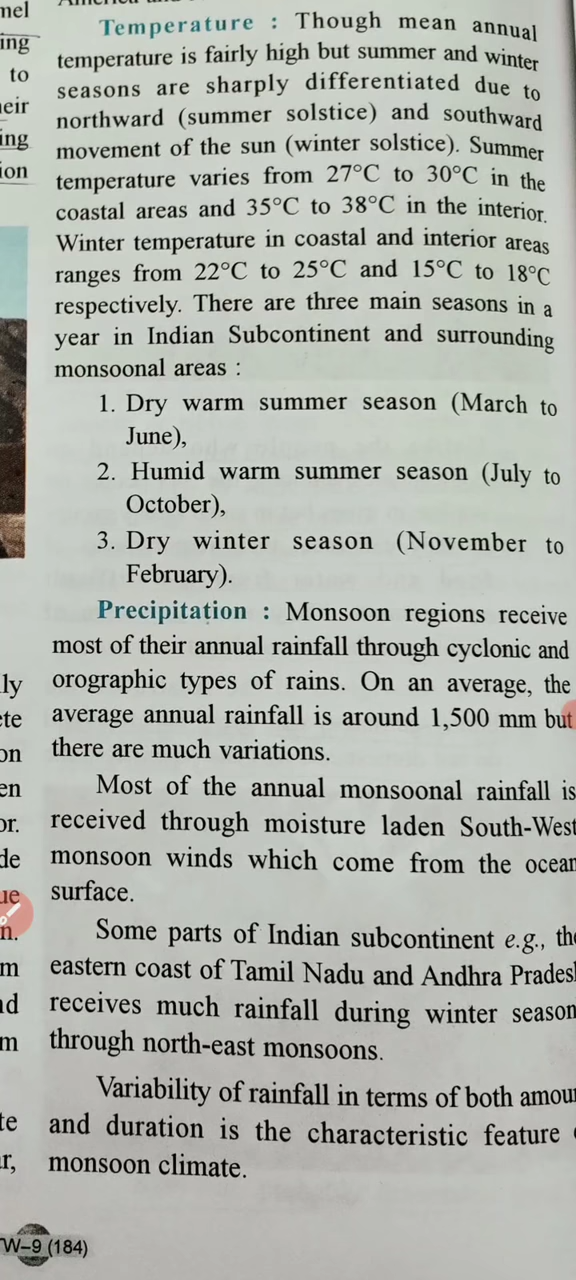 Temperature : Though mean annual
temperature is fairly high but summer and winter
seasons are sharply differentiated due to
northward (summer solstice) and southward
movement of the sun (winter solstice). Summer
temperature varies from 27°C to 30°C in the
coastal areas and 35°C to 38°C in the interior.
Winter temperature in coastal and interior areas
ranges from 22°C to 25°C and 15°C to 18°C
respectively. There are three main seasons in a
year in Indian Subcontinent and surrounding
monsoonal areas :
1. Dry warm summer season (March to
June),
2. Humid warm summer season (July to
October),
3. Dry winter season (November to
February).
Precipitation : Monsoon regions receive
most of their annual rainfall through cyclonic and
orographic types of rains. On an average, the
average annual rainfall is around 1,500 mm but
there are much variations.
Most of the annual monsoonal rainfall is
received through moisture laden South-West
monsoon winds which come from the ocean
surface.
Some parts of Indian subcontinent e.g., the
eastern coast of Tamil Nadu and Andhra Prades
receives much rainfall during winter season
through north-east monsoons.
Variability of rainfall in terms of both amou
and duration is the characteristic feature
monsoon climate.
W–9 (184)